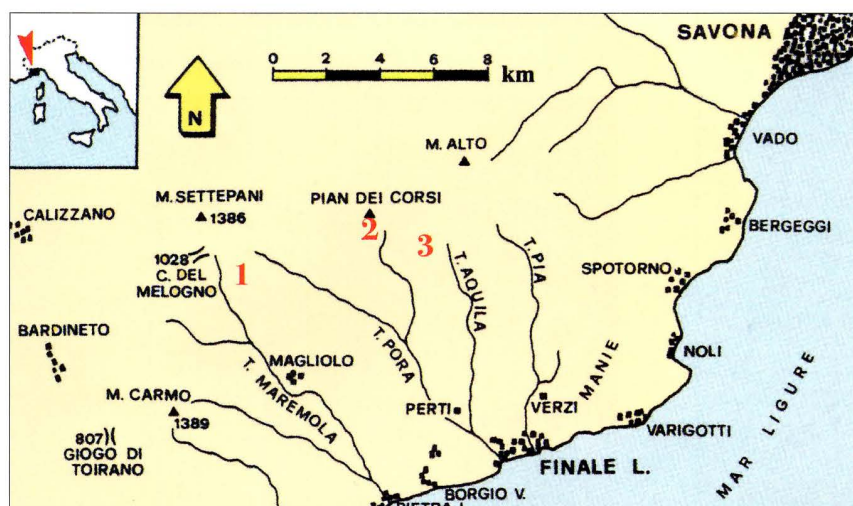 SAVONA
0 2 4 6 8 km
N
M. ALTO
VADO
M. SETTEPANI
1386
PIAN DEI CORSI
CALIZZANO
2
BERGEGGI
3
1028
C. DEL MELOGNO
1
SPOTORNO
T. PIA
T. AQUILA
BARDINETO
T. PORA
MAGLIOLO
NOLI
MANIE
T. MAREMOLA
M. CARMO
1389
PERTI
VERZI
VARIGOTTI
MAR LIGURE
807
GIOGO DI TOIRANO
FINALE L.
BORGIO V.